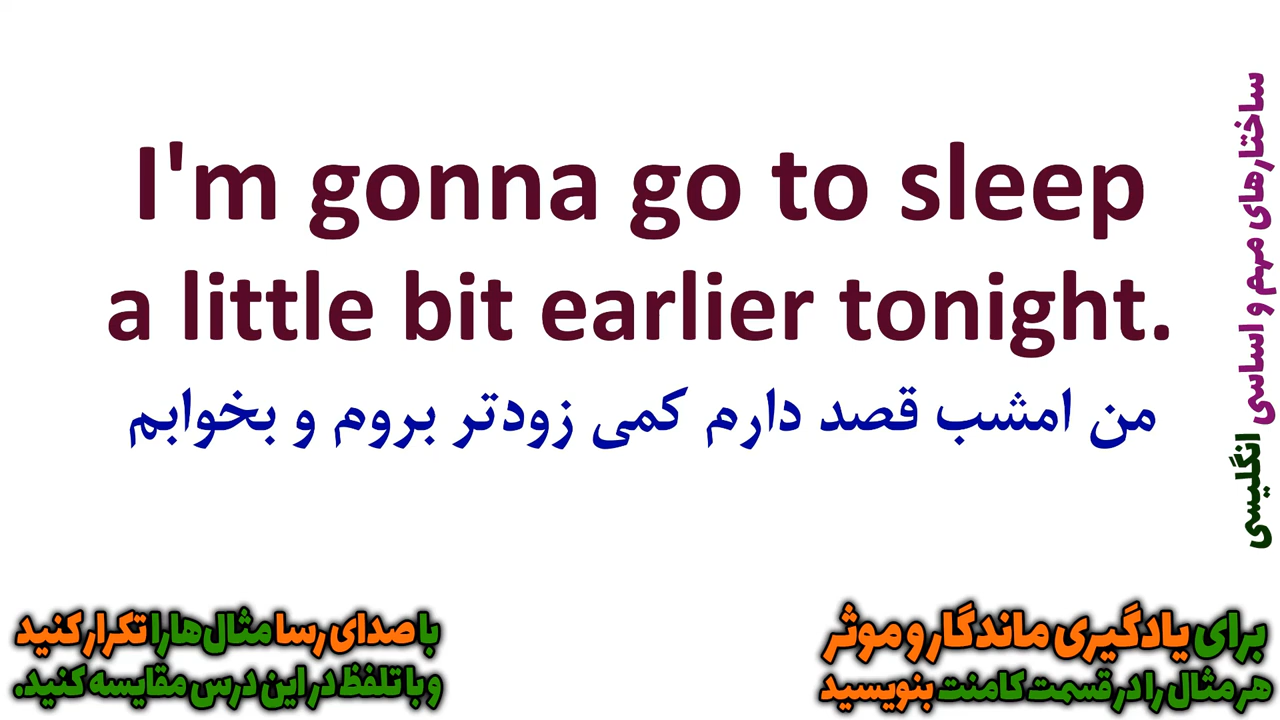 I'm gonna go to sleep
a little bit earlier tonight.
من امشب قصد دارم کمی زودتر بروم و بخوابم
ساختارهای مهم و اساسی انگلیسی
برای یادگیری ماندگار و موثر
هر مثال را در قسمت کامنت بنویسید
با صدای رسا مثال‌ها را تکرار کنید
و با تلفظ در این درس مقایسه کنید.